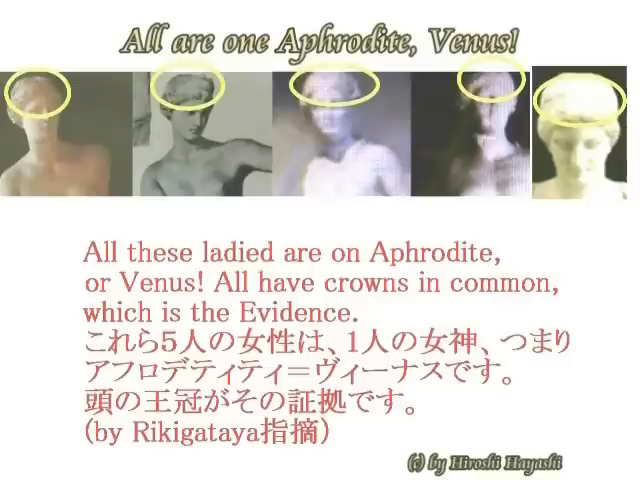 All are one Aphrodite, Venus!
All these ladied are on Aphrodite,
or Venus! All have crowns in common,
which is the Evidence.
これら5人の女性は、1人の女神、つまり
アフロデティティ＝ヴィーナスです。
頭の王冠がその証拠です。
(by Rikigataya指摘)
(c) by Hiroshi Hayashi